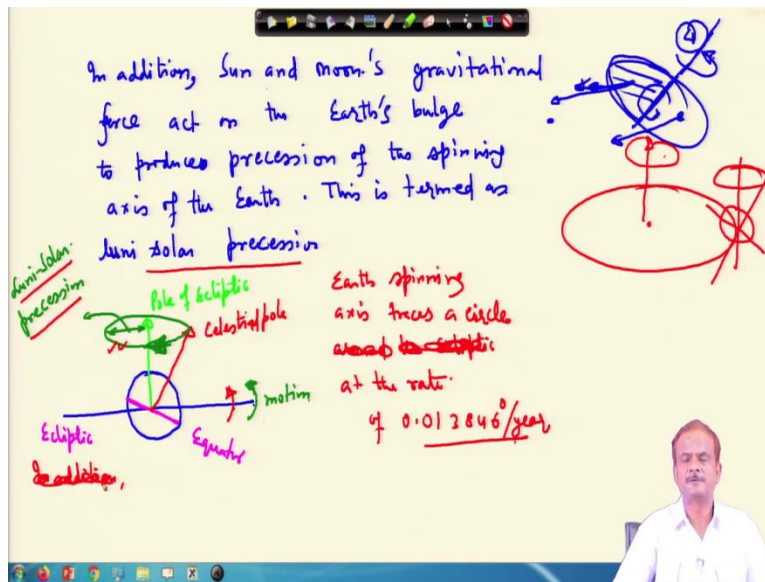 In addition, Sun and moon's gravitational
force act on the Earth's bulge
to produce precession of the spinning
axis of the Earth. This is termed as
luni solar precession
Luni-Solar
precession
Pole of Ecliptic
Celestial pole
motion
Ecliptic
Equator
In addition,
Earth spinning
axis traces a circle
at the rate
of 0.013846°/year